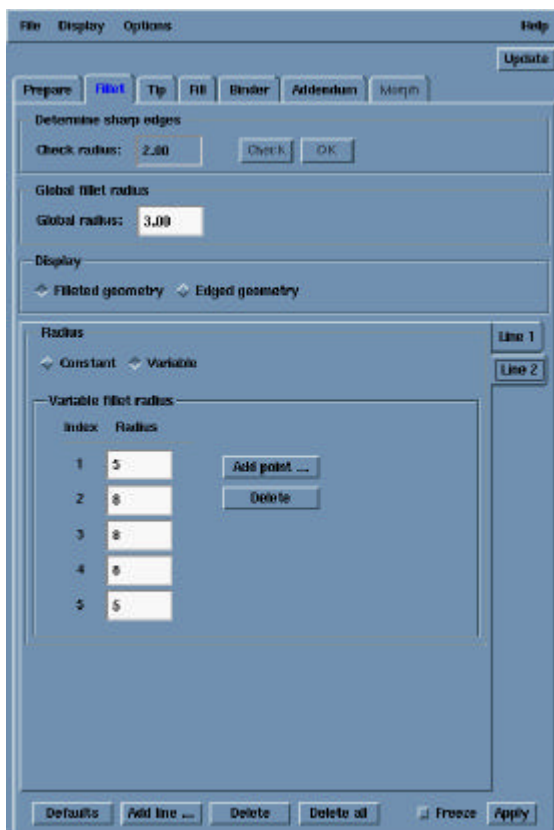 File Display Options Help
Update
Prepare Fillet Tip Fill Binder Addendum Morph
Determine sharp edges
Check radius: 2.00 Check OK
Global fillet radius
Global radius: 3.00
Display
Filleted geometry Edged geometry
Radius
Line 1
Constant Variable
Line 2
Variable fillet radius
Index Radius
1 5 Add point ...
2 8 Delete
3 8
4 8
5 5
Defaults Add line ... Delete Delete all Freeze Apply